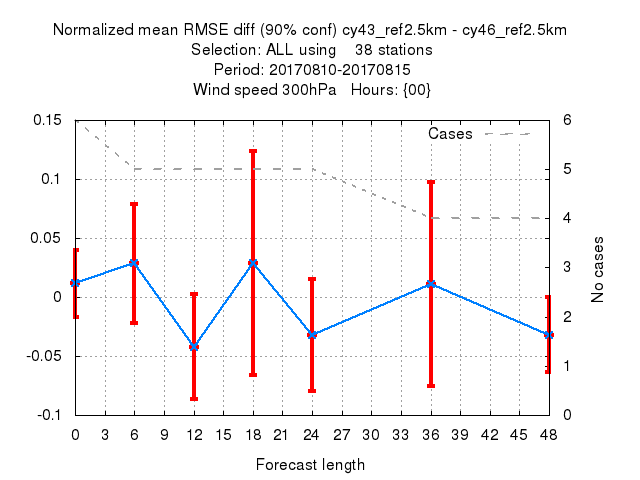 Normalized mean RMSE diff (90% conf) cy43_ref2.5km - cy46_ref2.5km
Selection: ALL using    38 stations
Period: 20170810-20170815
Wind speed 300hPa   Hours: {00}
Cases
0.15
0.1
0.05
0
-0.05
-0.1
6
5
4
3
2
1
0
No cases
0 3 6 9 12 15 18 21 24 27 30 33 36 39 42 45 48
Forecast length